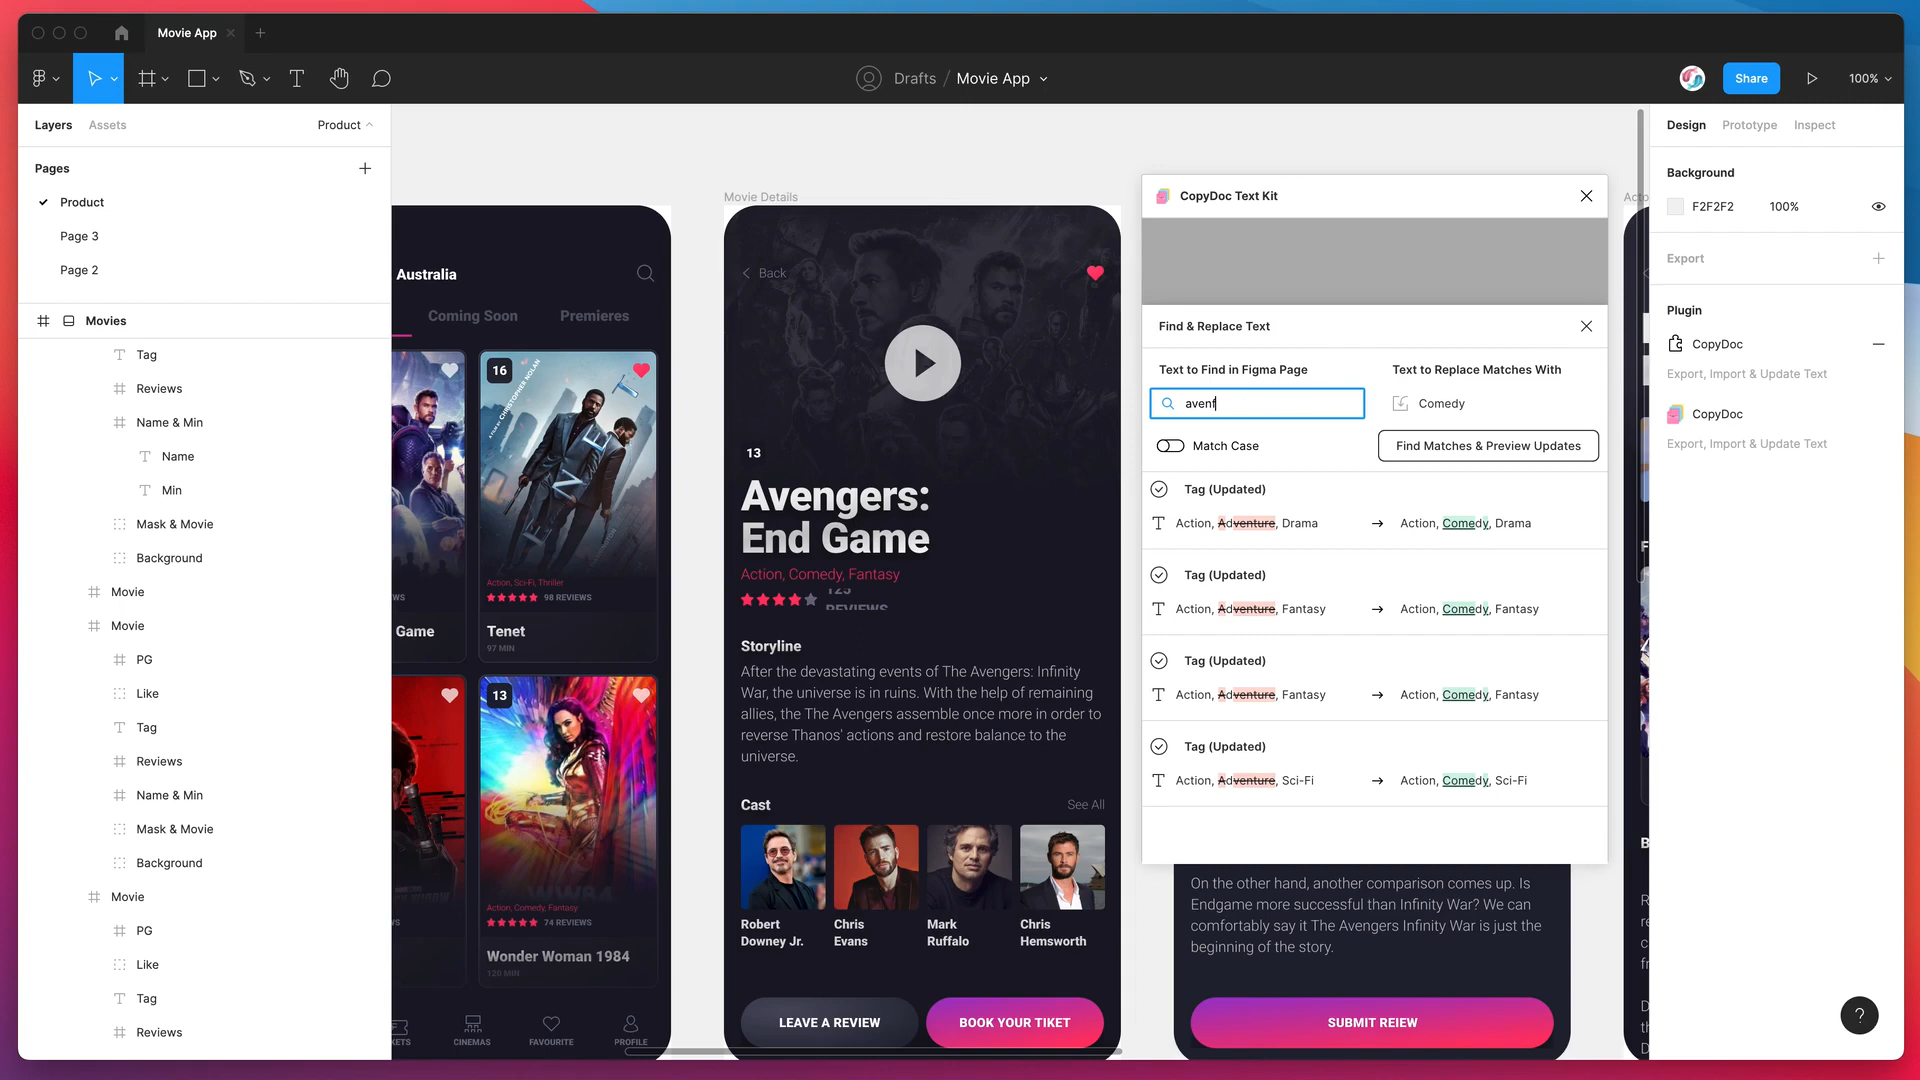 Movie App
Drafts / Movie App
Share
100%
Layers
Assets
Product
Pages
Product
Page 3
Page 2
Movies
Tag
Reviews
Name & Min
Name
Min
Mask & Movie
Background
Movie
Movie
PG
Like
Tag
Reviews
Name & Min
Mask & Movie
Background
Movie
PG
Like
Tag
Reviews
Australia
Coming Soon
Premieres
16
A FILM BY CHRISTOPHER NOLAN
TENET
Action, Sci-Fi, Thriller
98 REVIEWS
WS
Game
Tenet
97 MIN
13
WW84
Action, Comedy, Fantasy
74 REVIEWS
Wonder Woman 1984
120 MIN
KETS
CINEMAS
FAVOURITE
PROFILE
Movie Details
Back
13
Avengers:
End Game
Action, Comedy, Fantasy
123
REVIEWS
Storyline
After the devastating events of The Avengers: Infinity
War, the universe is in ruins. With the help of remaining
allies, the The Avengers assemble once more in order to
reverse Thanos' actions and restore balance to the
universe.
Cast
See All
Robert
Downey Jr.
Chris
Evans
Mark
Ruffalo
Chris
Hemsworth
LEAVE A REVIEW
BOOK YOUR TIKET
CopyDoc Text Kit
Find & Replace Text
Text to Find in Figma Page
Text to Replace Matches With
Comedy
Match Case
Find Matches & Preview Updates
Tag (Updated)
Action, Adventure, Drama
Action, Comedy, Drama
Tag (Updated)
Action, Adventure, Fantasy
Action, Comedy, Fantasy
Tag (Updated)
Action, Adventure, Fantasy
Action, Comedy, Fantasy
Tag (Updated)
Action, Adventure, Sci-Fi
Action, Comedy, Sci-Fi
On the other hand, another comparison comes up. Is
Endgame more successful than Infinity War? We can
comfortably say it The Avengers Infinity War is just the
beginning of the story.
SUBMIT REIEW
Design
Prototype
Inspect
Background
F2F2F2
100%
Export
Plugin
CopyDoc
Export, Import & Update Text
CopyDoc
Export, Import & Update Text
?